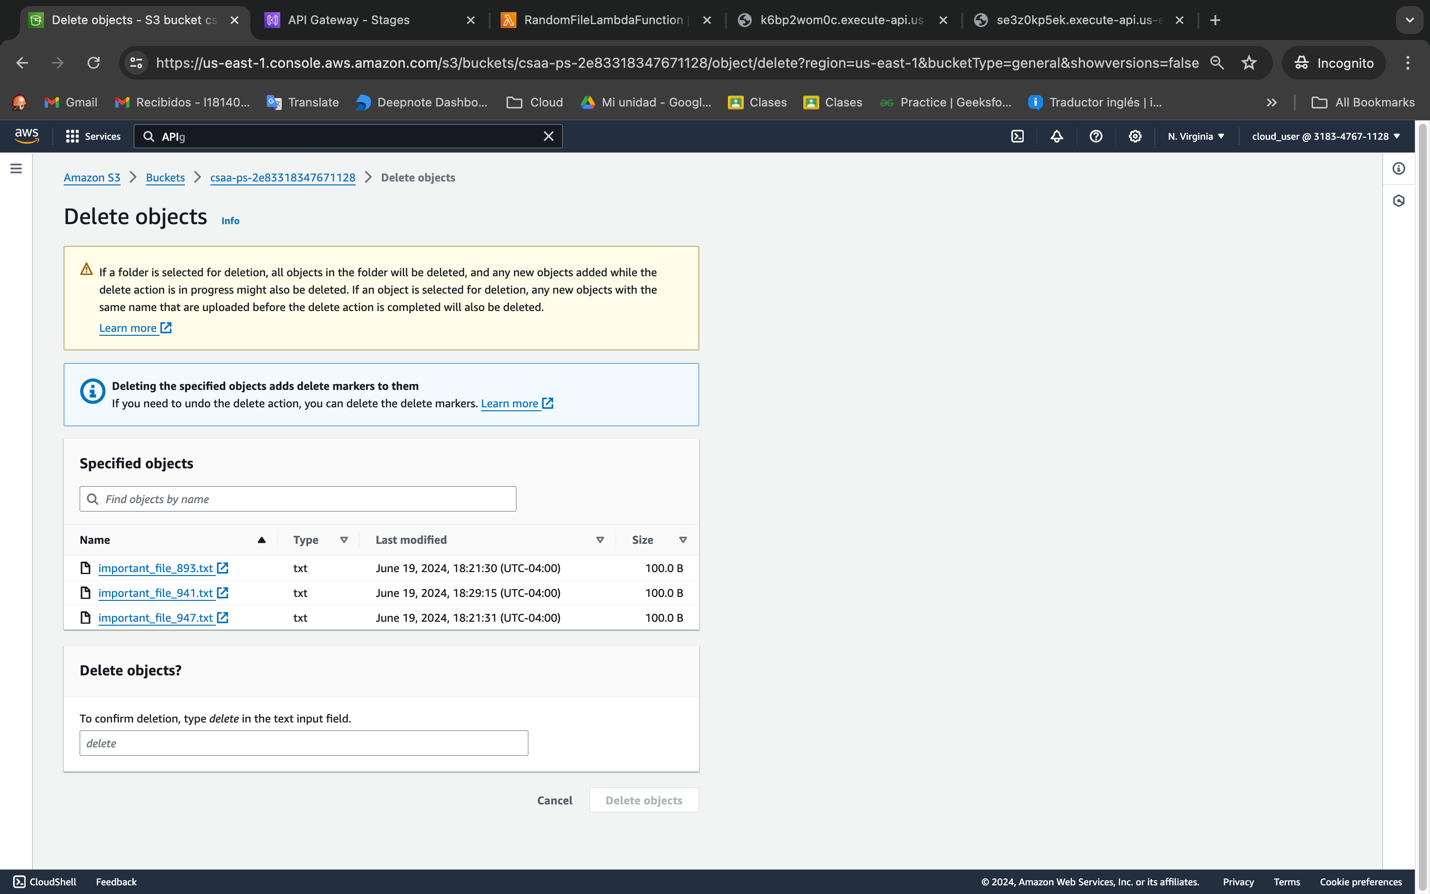 Delete objects - S3 bucket cs
API Gateway - Stages
RandomFileLambdaFunction
k6bp2wom0c.execute-api.us
se3z0kp5ek.execute-api.us-e
https://us-east-1.console.aws.amazon.com/s3/buckets/csaa-ps-2e83318347671128/object/delete?region=us-east-1&bucketType=general&showversions=false
Incognito
Gmail
Recibidos - l18140...
Translate
Deepnote Dashbo...
Cloud
Mi unidad - Googl...
Clases
Clases
Practice | Geeksfo...
Traductor inglés | i...
All Bookmarks
aws
Services
APIg
N. Virginia
cloud_user @ 3183-4767-1128
Amazon S3 > Buckets > csaa-ps-2e83318347671128 > Delete objects
Delete objects Info
If a folder is selected for deletion, all objects in the folder will be deleted, and any new objects added while the
delete action is in progress might also be deleted. If an object is selected for deletion, any new objects with the
same name that are uploaded before the delete action is completed will also be deleted.
Learn more
Deleting the specified objects adds delete markers to them
If you need to undo the delete action, you can delete the delete markers. Learn more
Specified objects
Find objects by name
Name Type Last modified Size
important_file_893.txt txt June 19, 2024, 18:21:30 (UTC-04:00) 100.0 B
important_file_941.txt txt June 19, 2024, 18:29:15 (UTC-04:00) 100.0 B
important_file_947.txt txt June 19, 2024, 18:21:31 (UTC-04:00) 100.0 B
Delete objects?
To confirm deletion, type delete in the text input field.
delete
Cancel
Delete objects
CloudShell
Feedback
© 2024, Amazon Web Services, Inc. or its affiliates.
Privacy
Terms
Cookie preferences